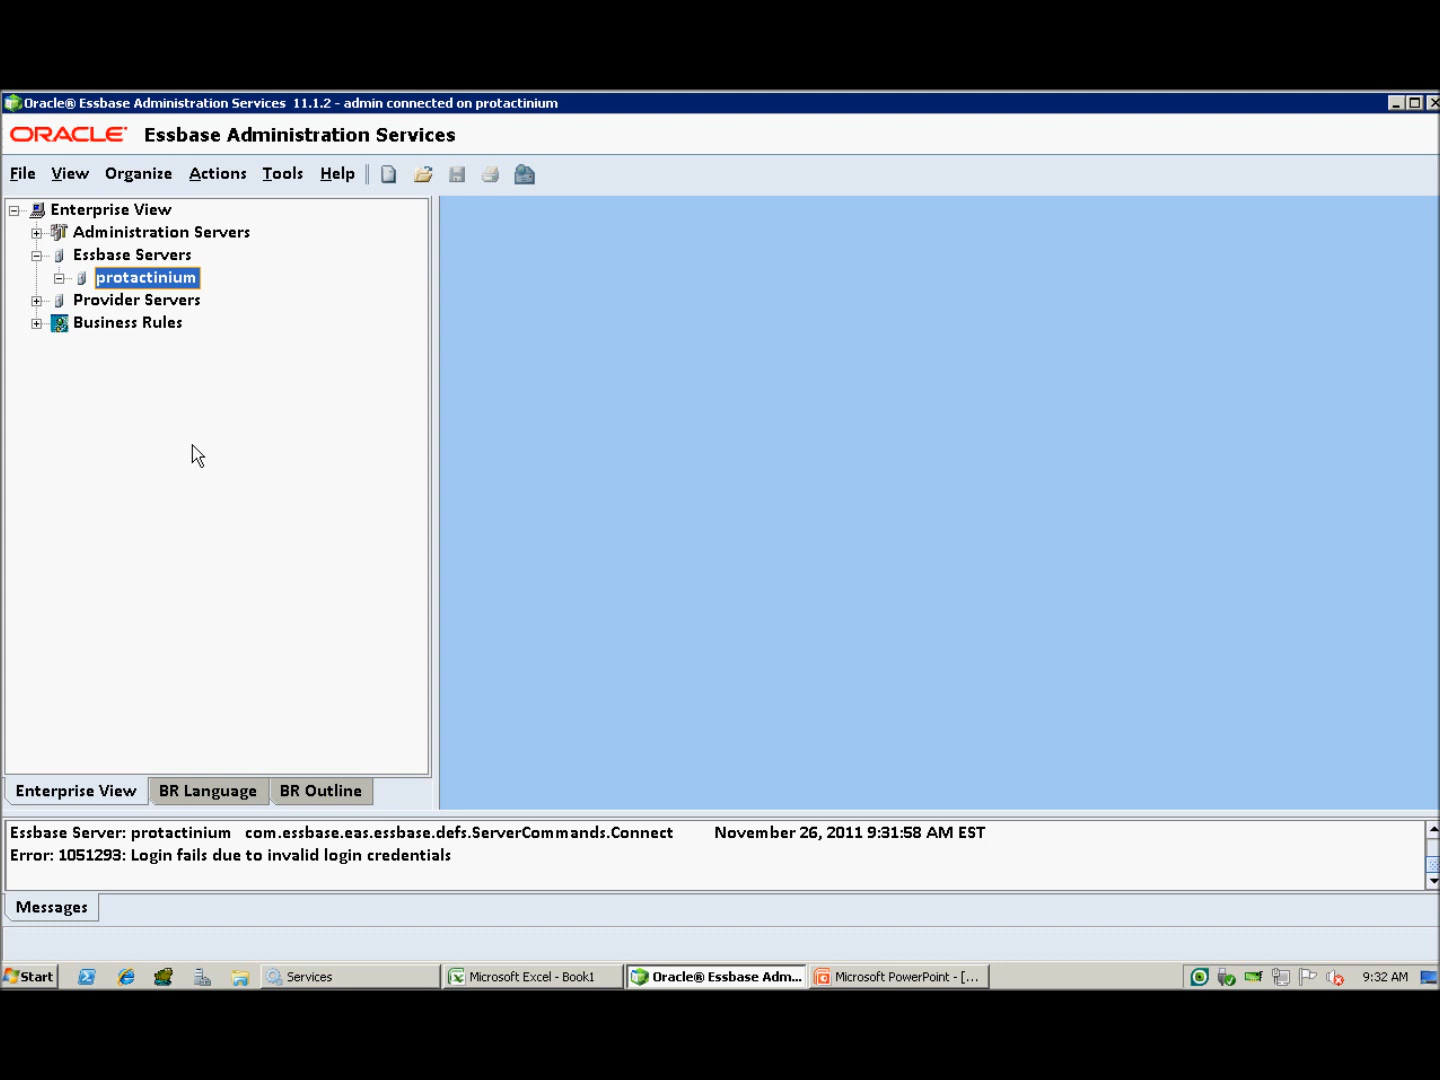 Oracle® Essbase Administration Services 11.1.2 - admin connected on protactinium
ORACLE Essbase Administration Services
File View Organize Actions Tools Help
Enterprise View
Administration Servers
Essbase Servers
protactinium
Provider Servers
Business Rules
Enterprise View BR Language BR Outline
Essbase Server: protactinium com.essbase.eas.essbase.defs.ServerCommands.Connect November 26, 2011 9:31:58 AM EST
Error: 1051293: Login fails due to invalid login credentials
Messages
Start Services Microsoft Excel - Book1 Oracle® Essbase Adm... Microsoft PowerPoint - [... 9:32 AM